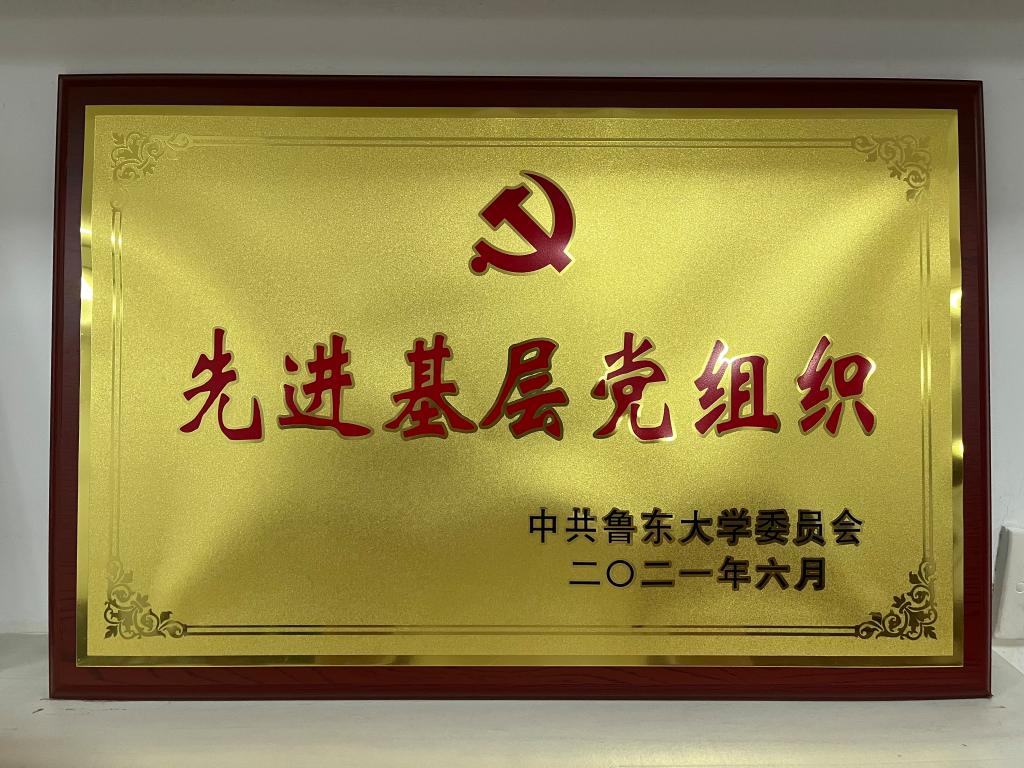 先进基层党组织
中共鲁东大学委员会
二〇二一年六月